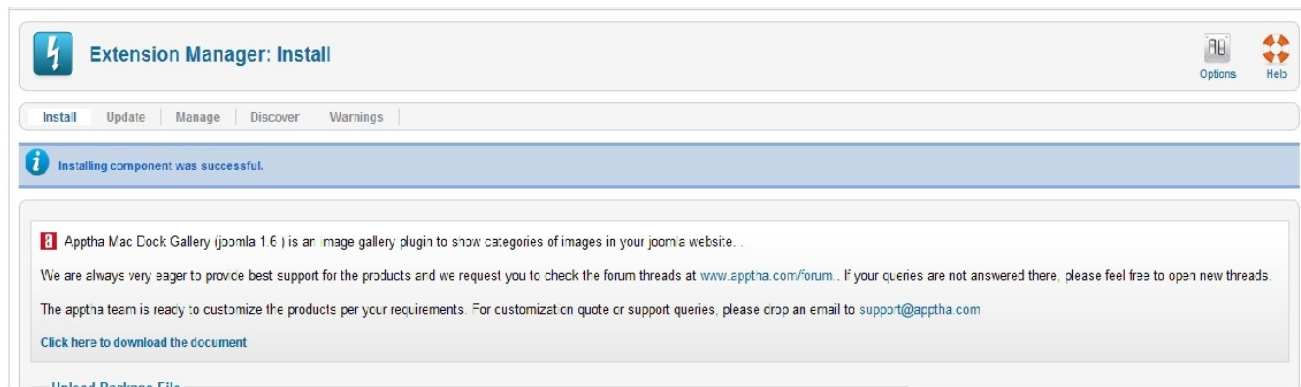 Extension Manager: Install
Options
Help
Install Update Manage Discover Warnings
Installing component was successful.
Apptha Mac Dock Gallery (joomla 1.6 ) is an image gallery plugin to show categories of images in your joomla website. .
We are always very eager to provide best support for the products and we request you to check the forum threads at www.apptha.com/forum.. If your queries are not answered there, please feel free to open new threads.
The apptha team is ready to customize the products per your requirements. For customization quote or support queries, please drop an email to support@apptha.com
Click here to download the document
Upload Package File